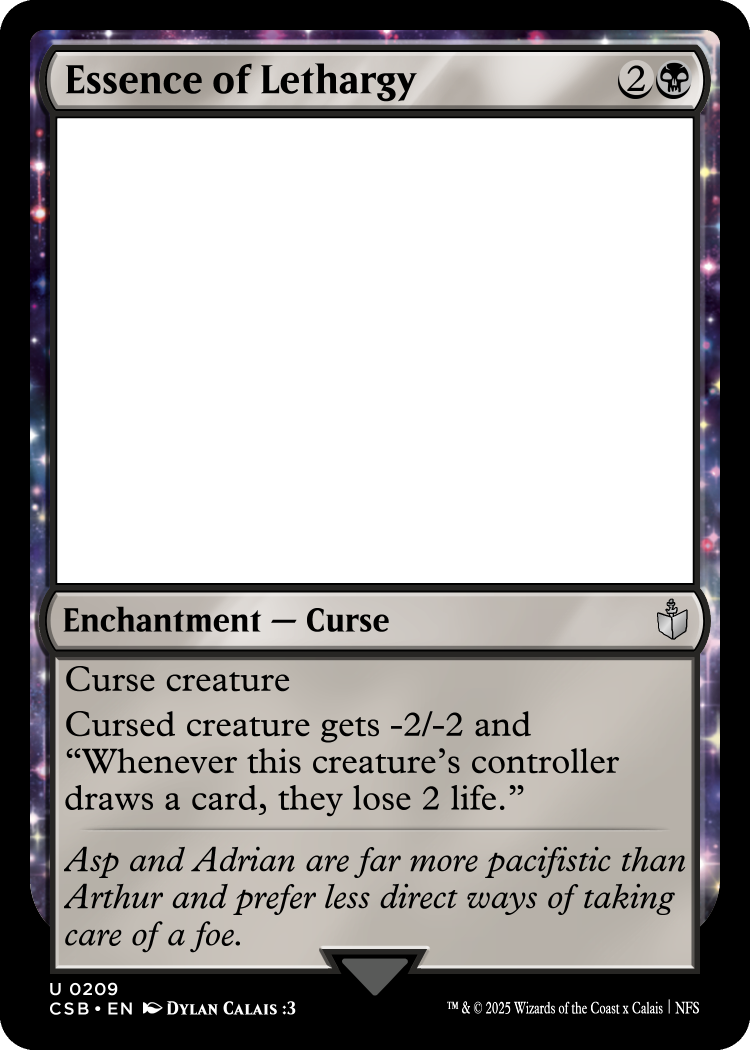 Essence of Lethargy 2
Enchantment — Curse
Curse creature
Cursed creature gets -2/-2 and
“Whenever this creature’s controller
draws a card, they lose 2 life.”
Asp and Adrian are far more pacifistic than
Arthur and prefer less direct ways of taking
care of a foe.
U 0209
CSB • EN Dylan Calais :3
™ & © 2025 Wizards of the Coast x Calais | NFS